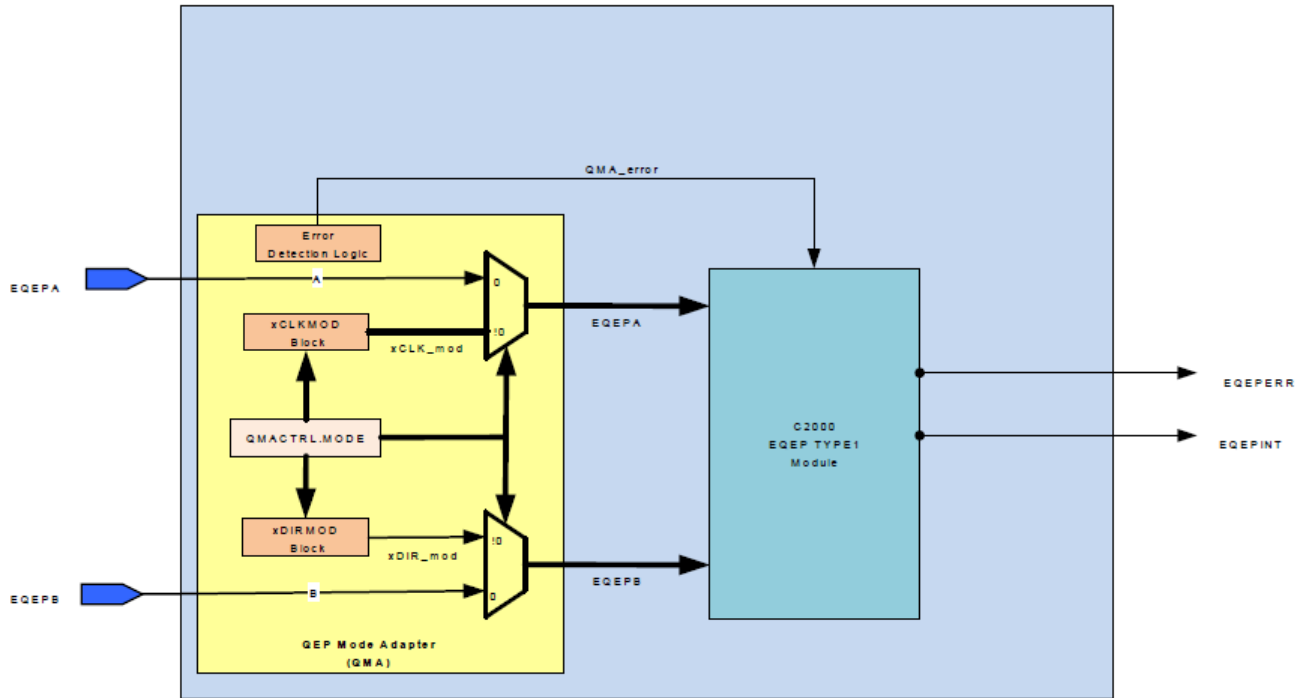 QMA_error
Error
Detection Logic
EQEPA
A
0
!0
EQEPA
xCLKMOD
Block
xCLK_mod
QMACTRL.MODE
C2000
EQEP TYPE1
Module
EQEPERR
EQEPINT
xDIRMOD
Block
xDIR_mod
!0
EQEPB
EQEPB
B
0
QEP Mode Adapter
(QMA)